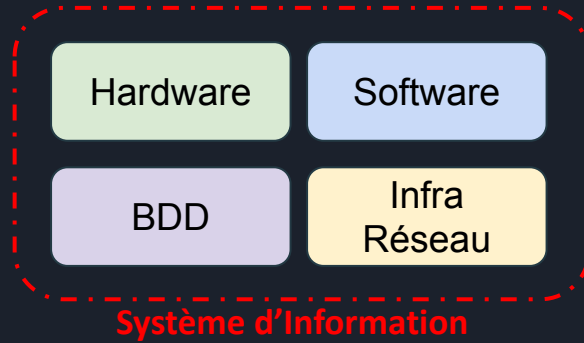 Hardware
Software
BDD
Infra
Réseau
Système d’Information